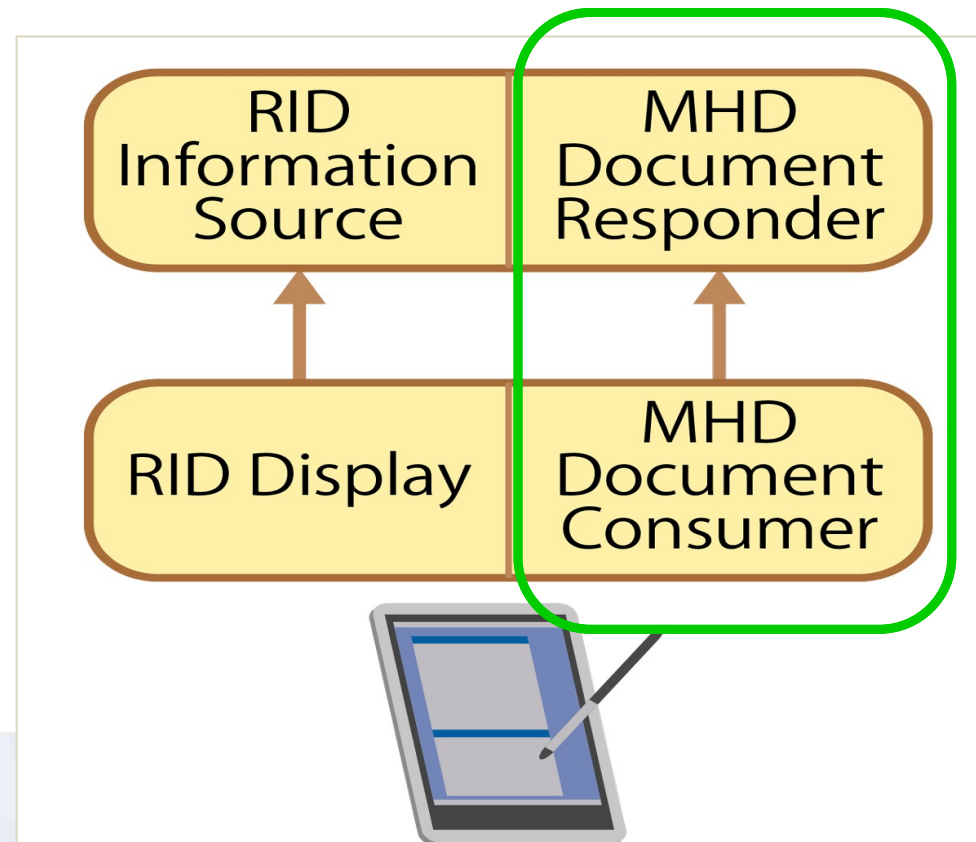 RID
Information
Source
MHD
Document
Responder
RID Display
MHD
Document
Consumer